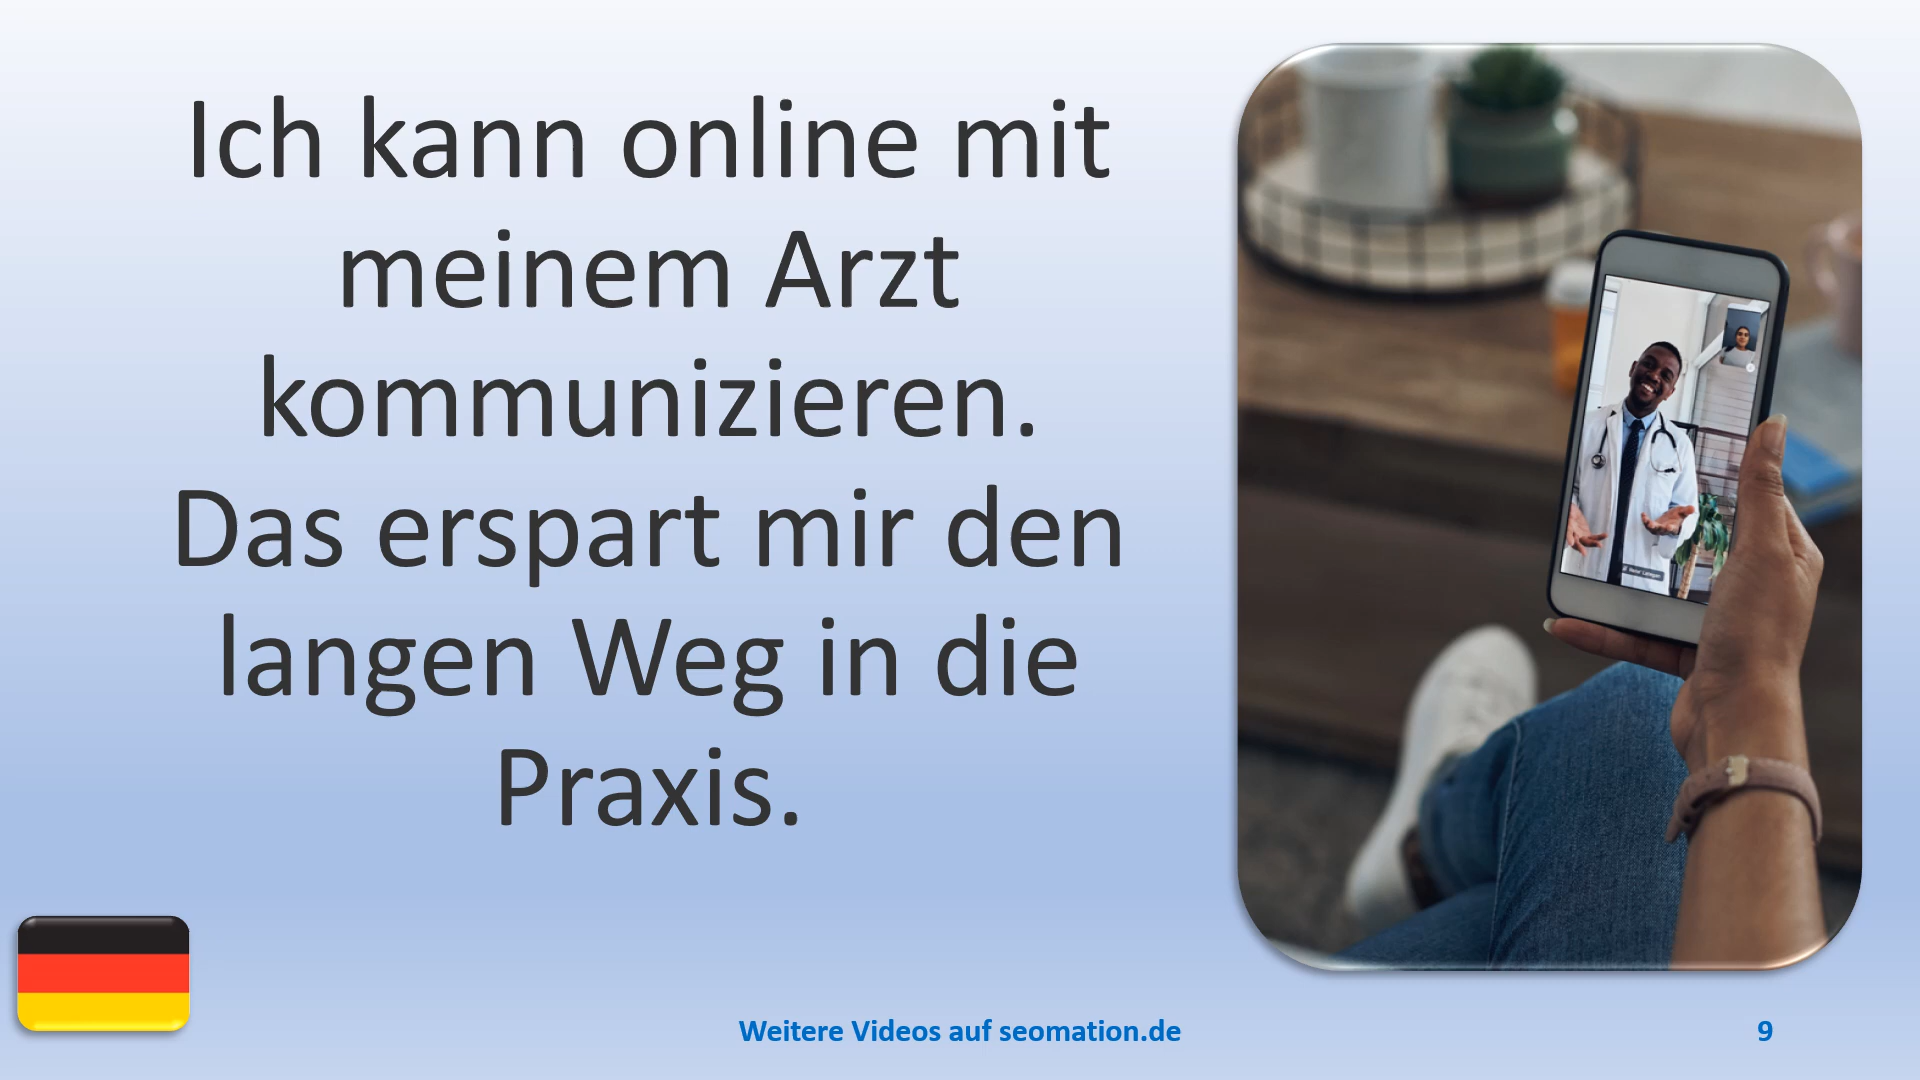 Ich kann online mit
meinem Arzt
kommunizieren.
Das erspart mir den
langen Weg in die
Praxis.
Weitere Videos auf seomation.de
9